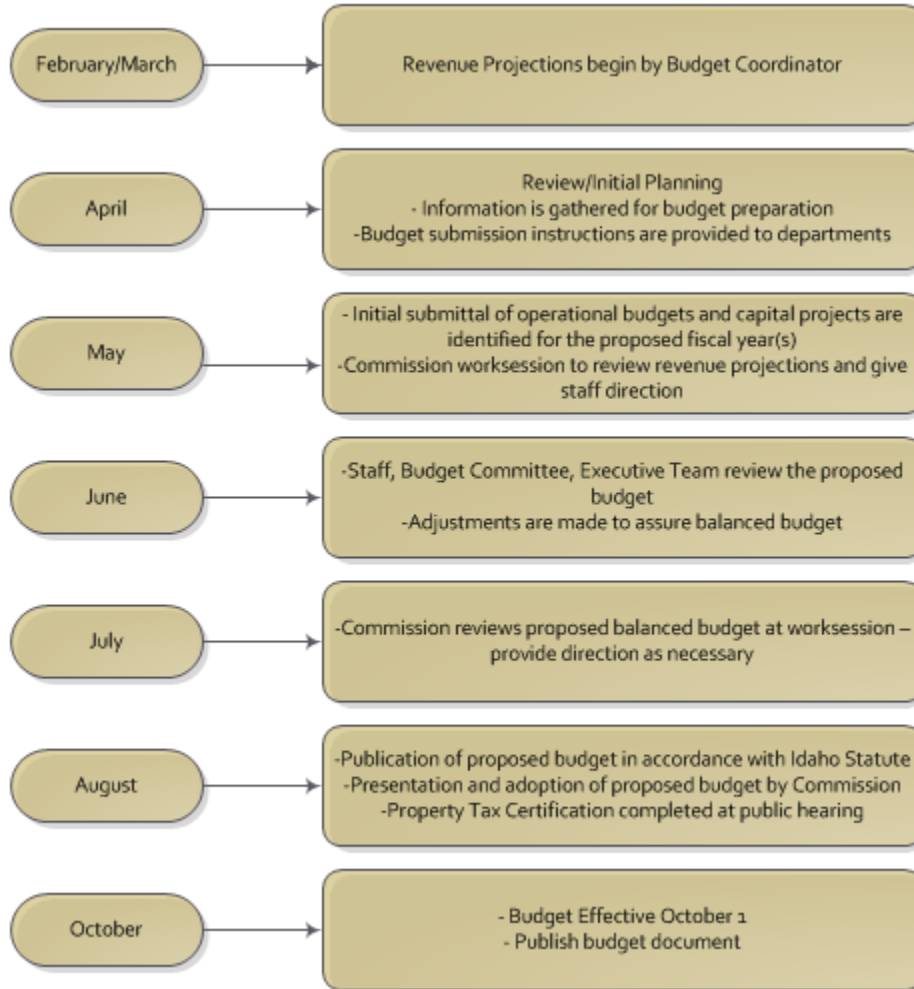 February/March
Revenue Projections begin by Budget Coordinator
April
Review/Initial Planning
- Information is gathered for budget preparation
-Budget submission instructions are provided to departments
May
- Initial submittal of operational budgets and capital projects are
identified for the proposed fiscal year(s)
-Commission worksession to review revenue projections and give
staff direction
June
-Staff, Budget Committee, Executive Team review the proposed
budget
-Adjustments are made to assure balanced budget
July
-Commission reviews proposed balanced budget at worksession –
provide direction as necessary
August
-Publication of proposed budget in accordance with Idaho Statute
-Presentation and adoption of proposed budget by Commission
-Property Tax Certification completed at public hearing
October
- Budget Effective October 1
- Publish budget document